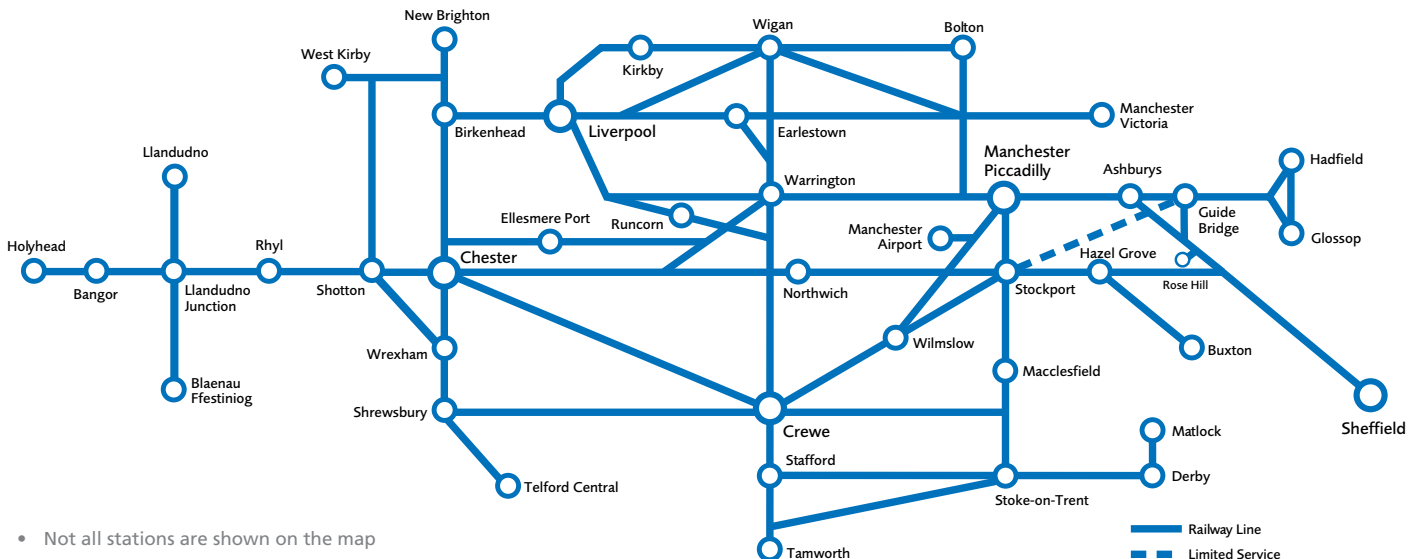 New Brighton
Wigan
Bolton
West Kirby
Kirkby
Manchester
Victoria
Birkenhead
Liverpool
Earlestown
Llandudno
Manchester
Piccadilly
Ashburys
Hadfield
Warrington
Ellesmere Port
Runcorn
Manchester
Airport
Guide
Bridge
Glossop
Holyhead
Rhyl
Chester
Hazel Grove
Bangor
Llandudno
Junction
Shotton
Northwich
Stockport
Rose Hill
Wrexham
Wilmslow
Buxton
Macclesfield
Blaenau
Ffestiniog
Shrewsbury
Crewe
Sheffield
Matlock
Stafford
Telford Central
Derby
Stoke-on-Trent
Railway Line
• Not all stations are shown on the map
Tamworth
Limited Service